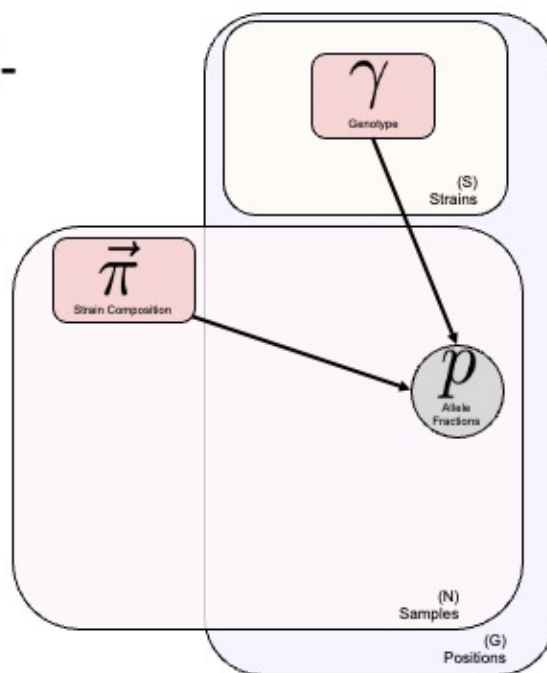 -
γ
Genotype
(S)
Strains
π⃗
Strain Composition
p
Allele
Fractions
(N)
Samples
(G)
Positions